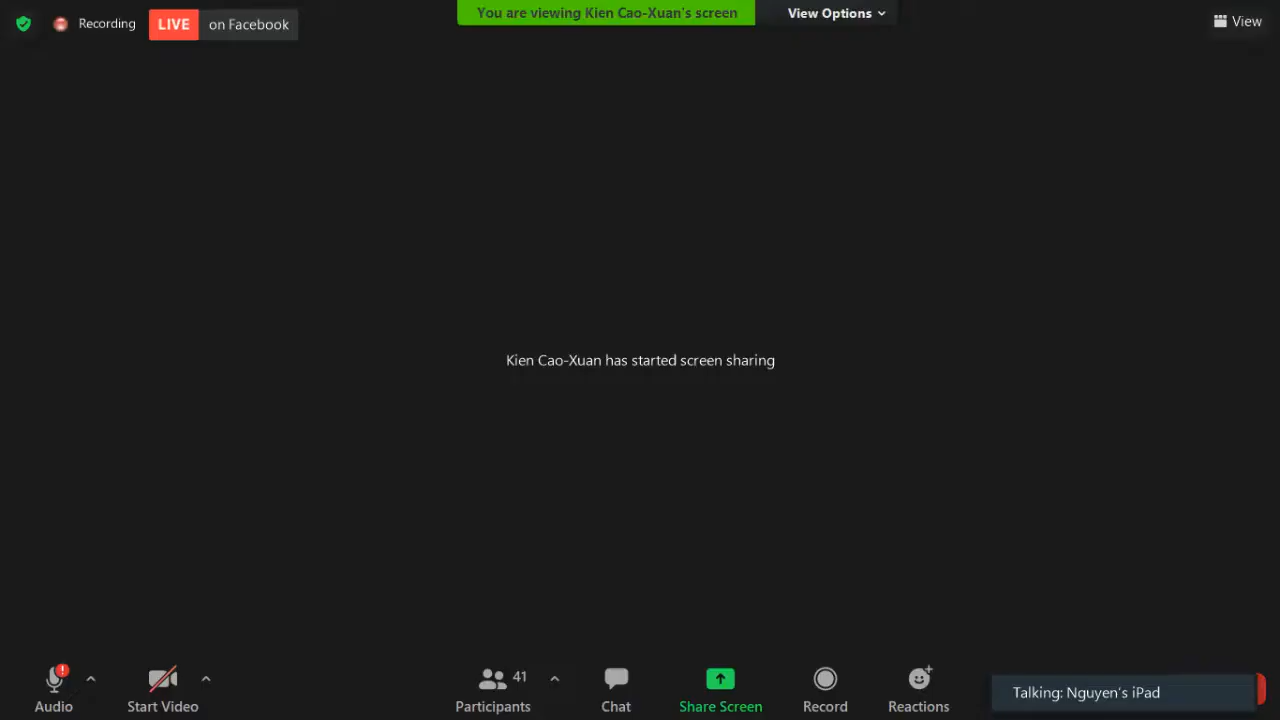 Recording
LIVE on Facebook
You are viewing Kien Cao-Xuan's screen
View Options
View
Kien Cao-Xuan has started screen sharing
Audio
Start Video
Participants
41
Chat
Share Screen
Record
Reactions
Talking: Nguyen's iPad